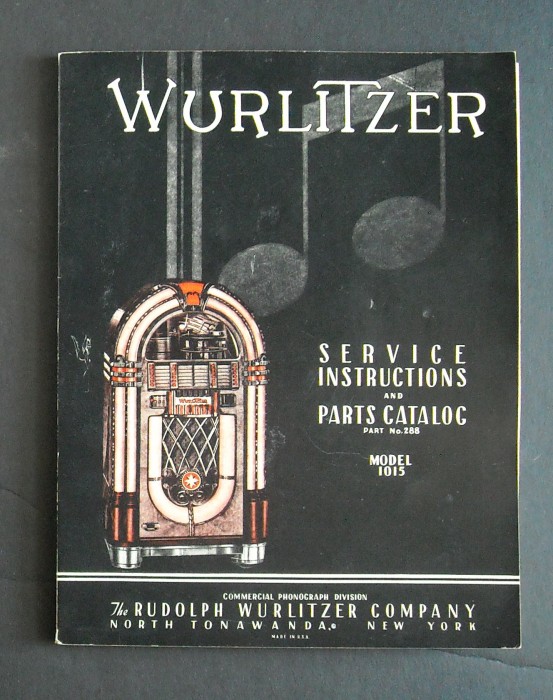 WURLITZER
SERVICE
INSTRUCTIONS
AND
PARTS CATALOG
PART No. 288
MODEL
1015
WURLITZER
COMMERCIAL PHONOGRAPH DIVISION
The RUDOLPH WURLITZER COMPANY
NORTH TONAWANDA, NEW YORK
MADE IN U.S.A.